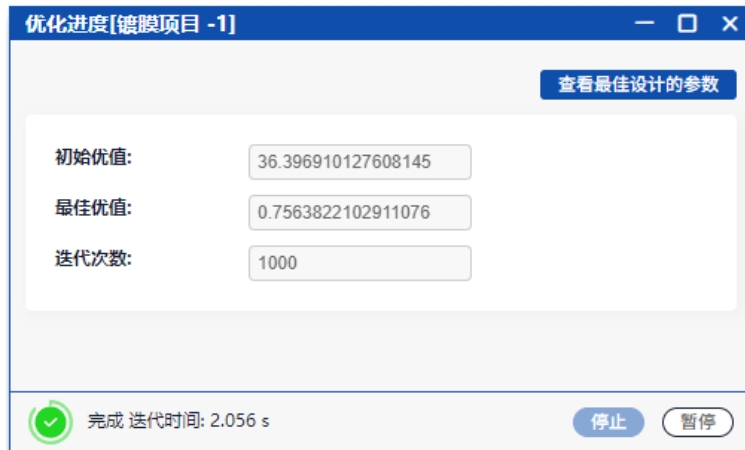 优化进度[镀膜项目 -1]
查看最佳设计的参数
初始优值: 36.396910127608145
最佳优值: 0.7563822102911076
迭代次数: 1000
完成 迭代时间: 2.056 s 停止 暂停